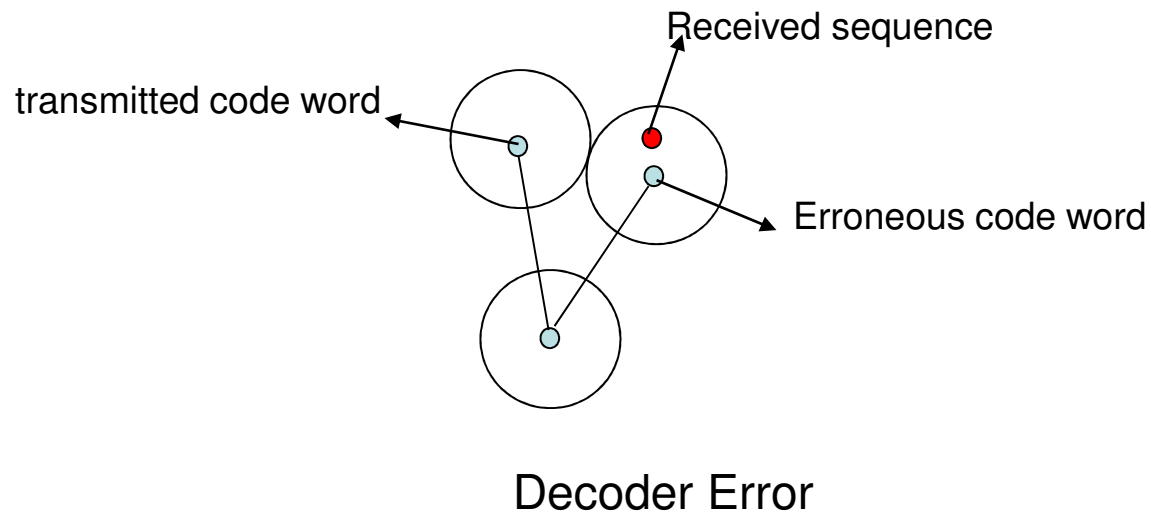 Received sequence
transmitted code word
Erroneous code word
Decoder Error